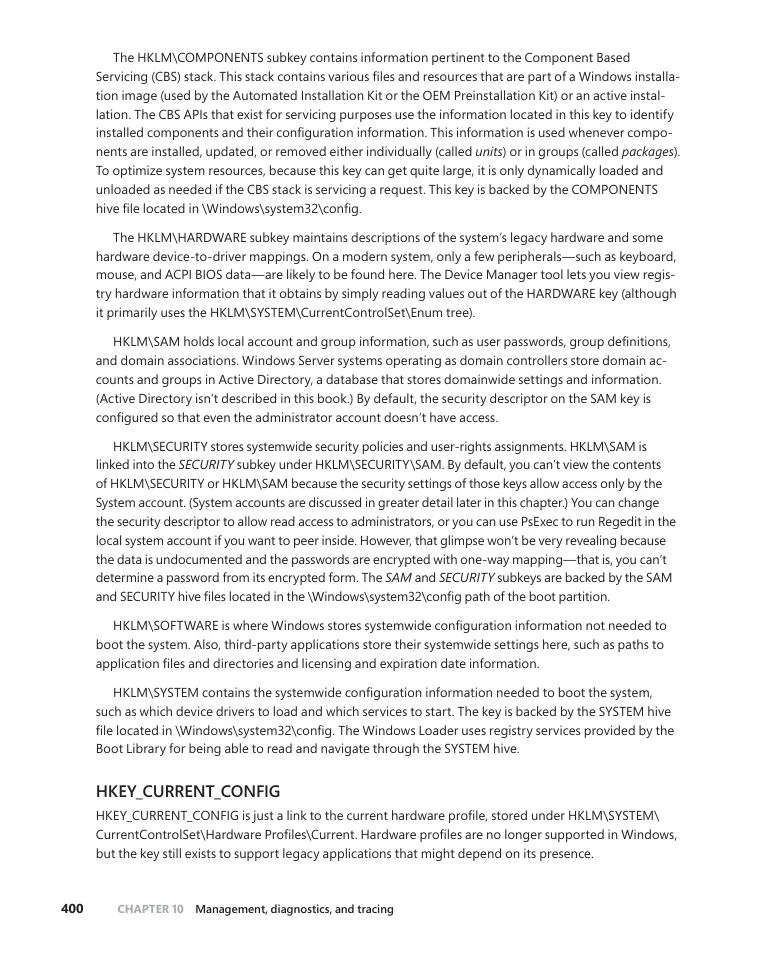 The HKLM\COMPONENTS subkey contains information pertinent to the Component Based
Servicing (CBS) stack. This stack contains various files and resources that are part of a Windows installa-
tion image (used by the Automated Installation Kit or the OEM Preinstallation Kit) or an active instal-
lation. The CBS APIs that exist for servicing purposes use the information located in this key to identify
installed components and their configuration information. This information is used whenever compo-
nents are installed, updated, or removed either individually (called units) or in groups (called packages).
To optimize system resources, because this key can get quite large, it is only dynamically loaded and
unloaded as needed if the CBS stack is servicing a request. This key is backed by the COMPONENTS
hive file located in \Windows\system32\config.
The HKLM\HARDWARE subkey maintains descriptions of the system's legacy hardware and some
hardware device-to-driver mappings. On a modern system, only a few peripherals—such as keyboard,
mouse, and ACPI BIOS data—are likely to be found here. The Device Manager tool lets you view regis-
try hardware information that it obtains by simply reading values out of the HARDWARE key (although
it primarily uses the HKLM\SYSTEM\CurrentControlSet\Enum tree).
HKLM\SAM holds local account and group information, such as user passwords, group definitions,
and domain associations. Windows Server systems operating as domain controllers store domain ac-
counts and groups in Active Directory, a database that stores domainwide settings and information.
(Active Directory isn't described in this book.) By default, the security descriptor on the SAM key is
configured so that even the administrator account doesn't have access.
HKLM\SECURITY stores systemwide security policies and user-rights assignments. HKLM\SAM is
linked into the SECURITY subkey under HKLM\SECURITY\SAM. By default, you can't view the contents
of HKLM\SECURITY or HKLM\SAM because the security settings of those keys allow access only by the
System account. (System accounts are discussed in greater detail later in this chapter.) You can change
the security descriptor to allow read access to administrators, or you can use PsExec to run Regedit in the
local system account if you want to peer inside. However, that glimpse won't be very revealing because
the data is undocumented and the passwords are encrypted with one-way mapping—that is, you can't
determine a password from its encrypted form. The SAM and SECURITY subkeys are backed by the SAM
and SECURITY hive files located in the \Windows\system32\config path of the boot partition.
HKLM\SOFTWARE is where Windows stores systemwide configuration information not needed to
boot the system. Also, third-party applications store their systemwide settings here, such as paths to
application files and directories and licensing and expiration date information.
HKLM\SYSTEM contains the systemwide configuration information needed to boot the system,
such as which device drivers to load and which services to start. The key is backed by the SYSTEM hive
file located in \Windows\system32\config. The Windows Loader uses registry services provided by the
Boot Library for being able to read and navigate through the SYSTEM hive.
HKEY_CURRENT_CONFIG
HKEY_CURRENT_CONFIG is just a link to the current hardware profile, stored under HKLM\SYSTEM\
CurrentControlSet\Hardware Profiles\Current. Hardware profiles are no longer supported in Windows,
but the key still exists to support legacy applications that might depend on its presence.
400 CHAPTER 10 Management, diagnostics, and tracing